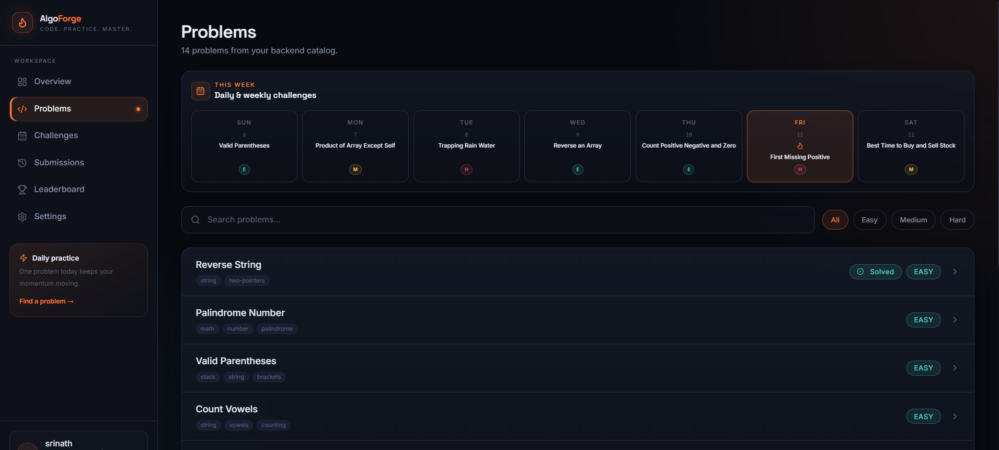 AlgoForge
CODE. PRACTICE. MASTER.
WORKSPACE
Overview
Problems
Challenges
Submissions
Leaderboard
Settings
Daily practice
One problem today keeps your
momentum moving.
Find a problem →
srinath
Problems
14 problems from your backend catalog.
THIS WEEK
Daily & weekly challenges
SUN
6
Valid Parentheses
E
MON
7
Product of Array Except Self
M
TUE
8
Trapping Rain Water
H
WED
9
Reverse an Array
E
THU
10
Count Positive Negative and Zero
E
FRI
11
First Missing Positive
H
SAT
12
Best Time to Buy and Sell Stock
M
Search problems...
All Easy Medium Hard
Reverse String
string two-pointers
Solved EASY
Palindrome Number
math number palindrome
EASY
Valid Parentheses
stack string brackets
EASY
Count Vowels
string vowels counting
EASY